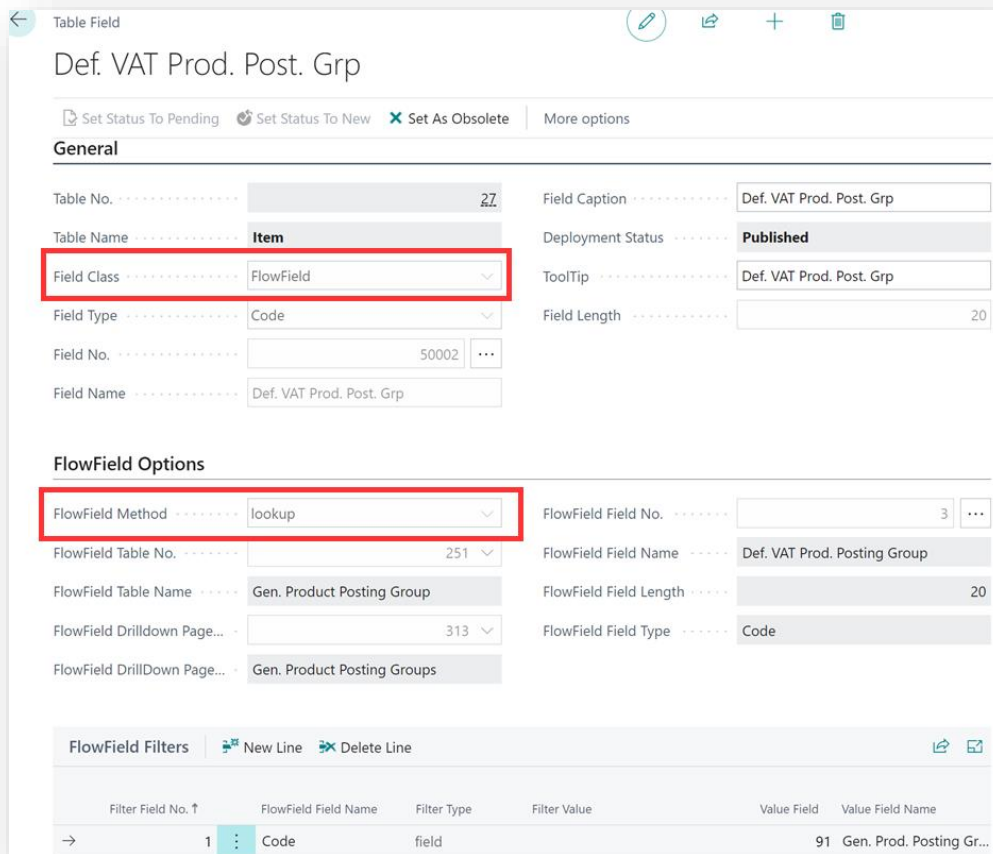 Table Field
Def. VAT Prod. Post. Grp
Set Status To Pending Set Status To New Set As Obsolete More options
General
Table No. 27 Field Caption Def. VAT Prod. Post. Grp
Table Name Item Deployment Status Published
Field Class FlowField ToolTip Def. VAT Prod. Post. Grp
Field Type Code Field Length 20
Field No. 50002 ...
Field Name Def. VAT Prod. Post. Grp
FlowField Options
FlowField Method lookup FlowField Field No. 3 ...
FlowField Table No. 251 FlowField Field Name Def. VAT Prod. Posting Group
FlowField Table Name Gen. Product Posting Group FlowField Field Length 20
FlowField Drilldown Page... 313 FlowField Field Type Code
FlowField DrillDown Page... Gen. Product Posting Groups
FlowField Filters New Line Delete Line
Filter Field No. ↑ FlowField Field Name Filter Type Filter Value Value Field Value Field Name
→ 1 Code field 91 Gen. Prod. Posting Gr...